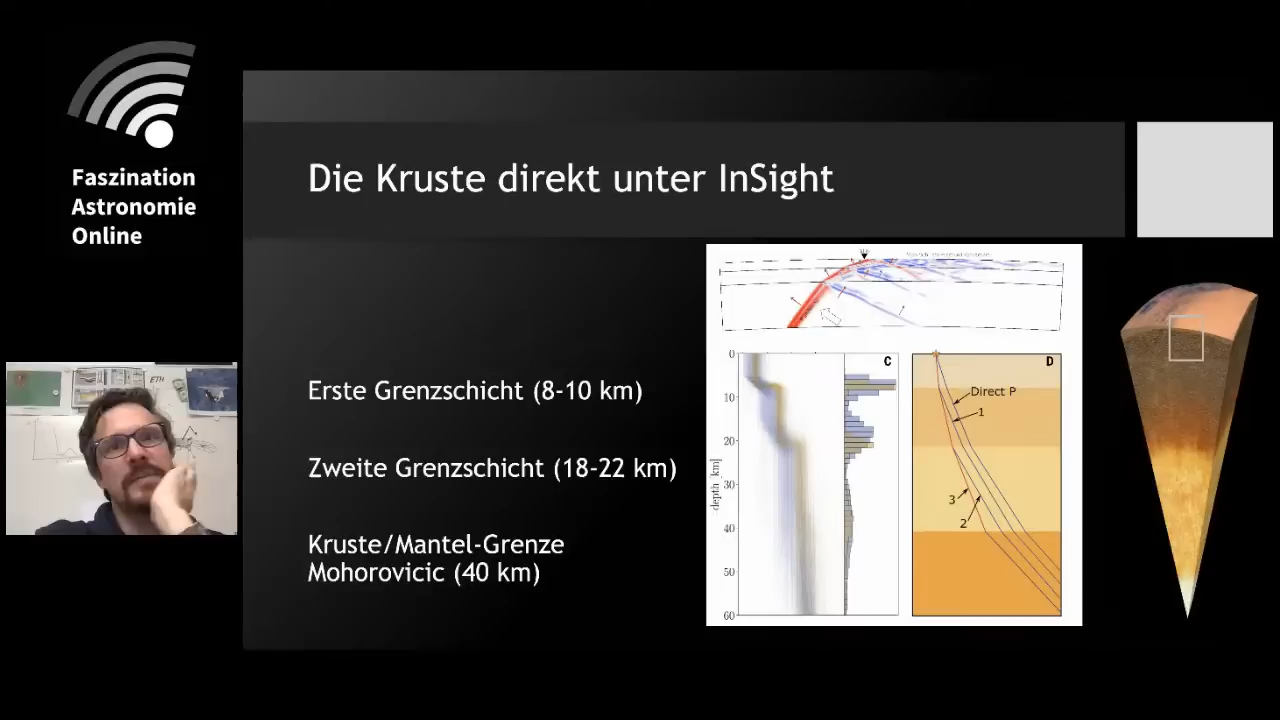 Faszination
Astronomie
Online
Die Kruste direkt unter InSight
Erste Grenzschicht (8-10 km)
Zweite Grenzschicht (18-22 km)
Kruste/Mantel-Grenze
Mohorovicic (40 km)
ETH
0
10
20
30
40
50
60
depth [km]
C
D
Direct P
1
3
2